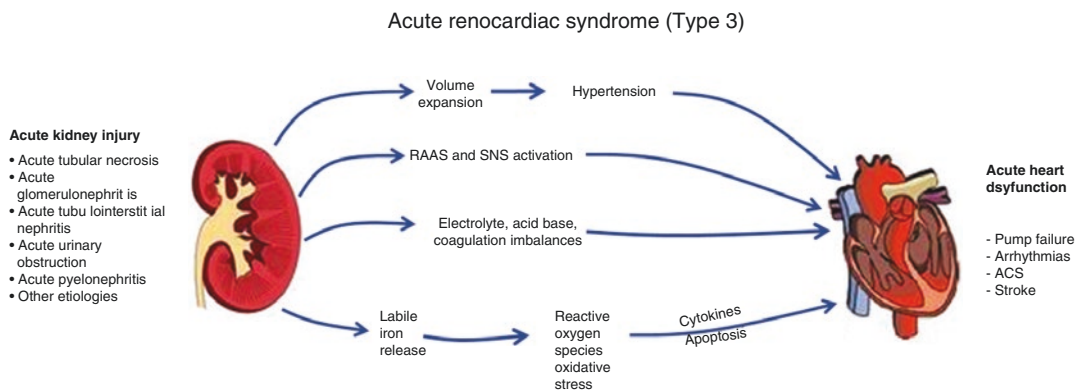 Acute renocardiac syndrome (Type 3)
Acute kidney injury
• Acute tubular necrosis
• Acute
glomerulonephrit is
• Acute tubu lointerstit ial
nephritis
• Acute urinary
obstruction
• Acute pyelonephritis
• Other etiologies
Volume
expansion
Hypertension
RAAS and SNS activation
Electrolyte, acid base,
coagulation imbalances
Labile
iron
release
Reactive
oxygen
species
oxidative
stress
Cytokines
Apoptosis
Acute heart
dsyfunction
- Pump failure
- Arrhythmias
- ACS
- Stroke